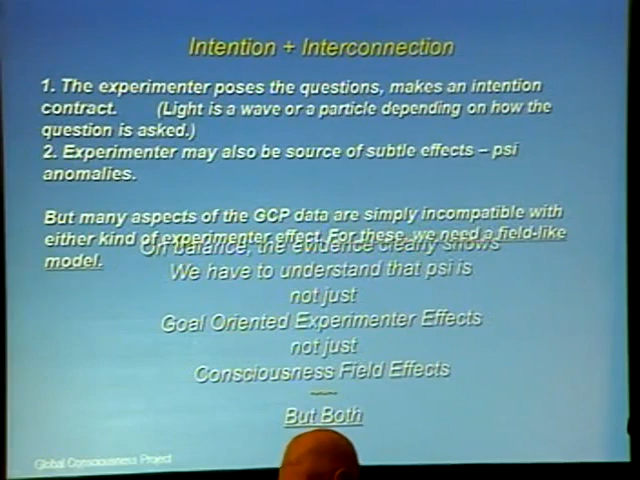 Intention + Interconnection
1. The experimenter poses the questions, makes an intention
contract. (Light is a wave or a particle depending on how the
question is asked.)
2. Experimenter may also be source of subtle effects – psi
anomalies.
But many aspects of the GCP data are simply incompatible with
either kind of experimenter effect. For these, we need a field-like
model.
On balance, the evidence clearly shows
We have to understand that psi is
not just
Goal Oriented Experimenter Effects
not just
Consciousness Field Effects
But Both
Global Consciousness Project